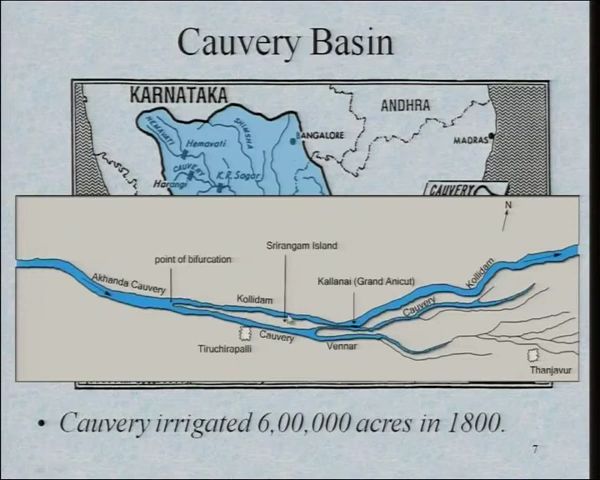 Cauvery Basin
KARNATAKA
ANDHRA
HEMAVATI
SHIMSHA
BANGALORE
MADRAS
Hemavati
CAUVERY
Harangi
K.R. Sagar
CAUVERY
N
Srirangam Island
point of bifurcation
Kallanai (Grand Anicut)
Kollidam
Akhanda Cauvery
Kollidam
Cauvery
Cauvery
Tiruchirapalli
Vennar
Thanjavur
• Cauvery irrigated 6,00,000 acres in 1800.
7